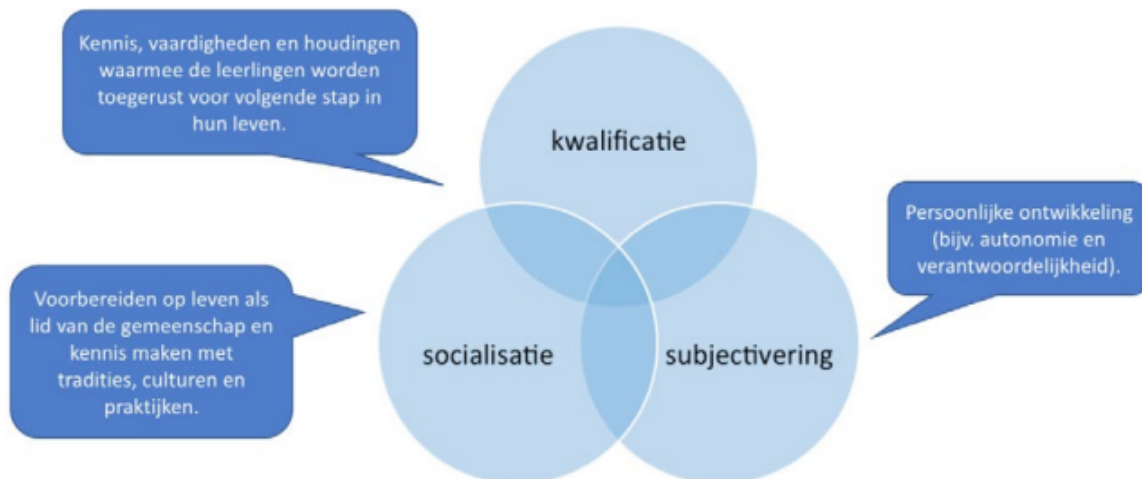 Kennis, vaardigheden en houdingen
waarmee de leerlingen worden
toegerust voor volgende stap in
hun leven.
kwalificatie
Persoonlijke ontwikkeling
(bijv. autonomie en
verantwoordelijkheid).
Voorbereiden op leven als
lid van de gemeenschap en
kennis maken met
tradities, culturen en
praktijken.
socialisatie
subjectivering